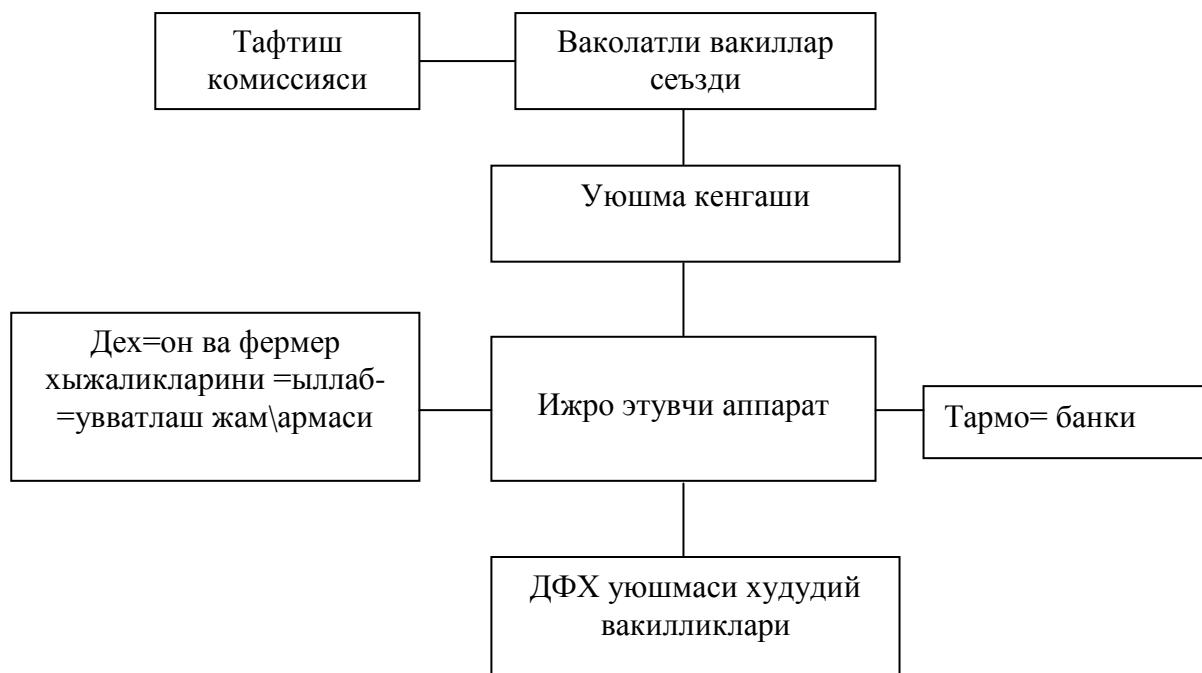 Тафтиш
комиссияси
Ваколатли вакиллар
сеъзди
Уюшма кенгаши
Дех=он ва фермер
хыжаликларини =ыллаб-
=увватлаш жам\армаси
Ижро этувчи аппарат
Тармо= банки
ДФХ уюшмаси худудий
вакилликлари